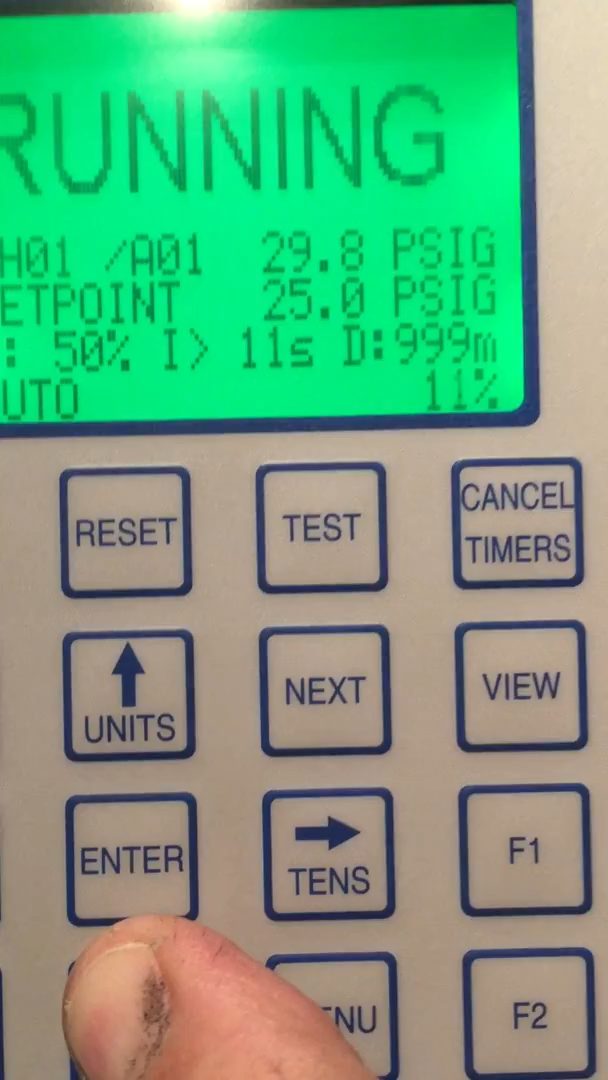 RUNNING
H01 /A01 29.8 PSIG
ETPOINT 25.0 PSIG
: 50% I> 11s D:999m
UTO 11%
RESET TEST CANCEL TIMERS
UNITS NEXT VIEW
ENTER TENS F1
ENU F2